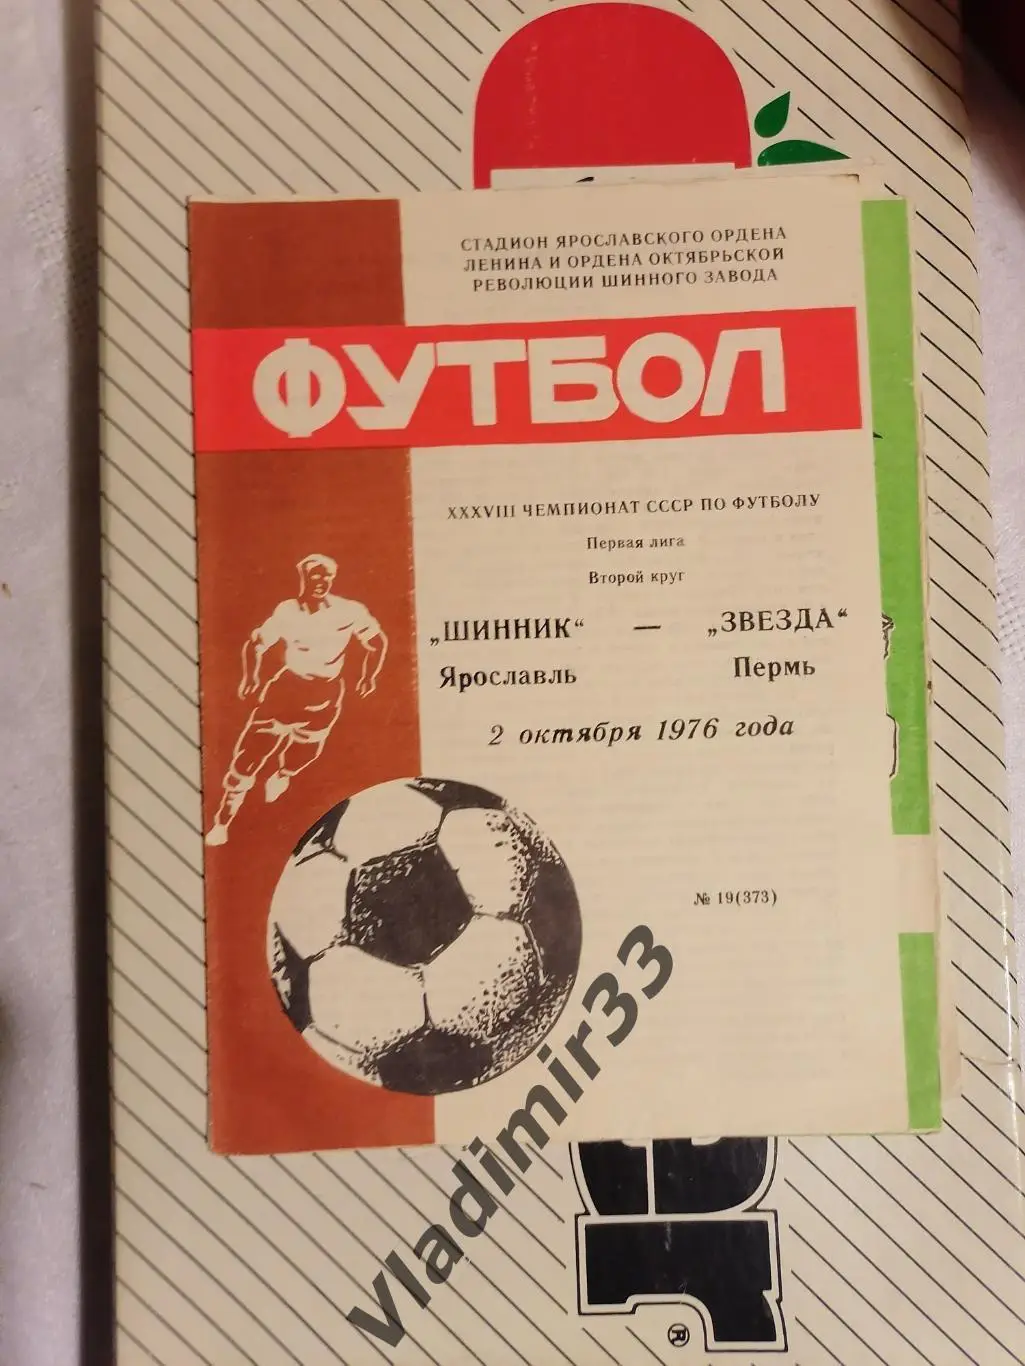 СТАДИОН ЯРОСЛАВСКОГО ОРДЕНА
ЛЕНИНА И ОРДЕНА ОКТЯБРЬСКОЙ
РЕВОЛЮЦИИ ШИННОГО ЗАВОДА
ФУТБОЛ
XXXVIII ЧЕМПИОНАТ СССР ПО ФУТБОЛУ
Первая лига
Второй круг
„ШИННИК“ — „ЗВЕЗДА“
Ярославль Пермь
2 октября 1976 года
№ 19(373)
Vladimir33
®